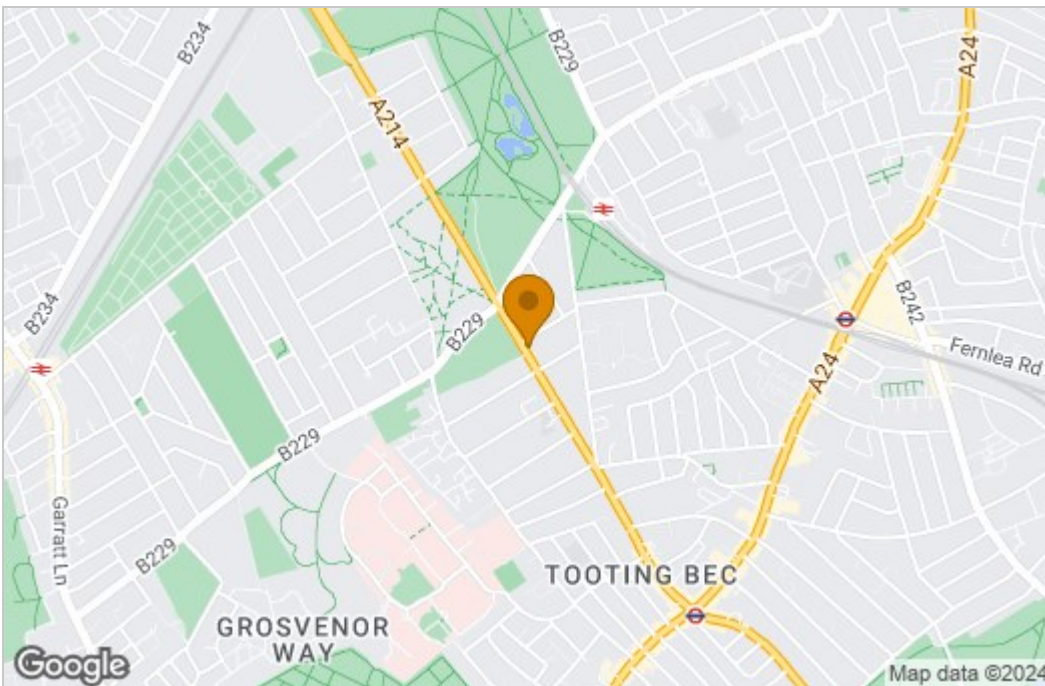 B234
B229
A24
A214
B234
B242
B229
Fernlea Rd
A24
B229
Garratt Ln
B229
TOOTING BEC
GROSVENOR
WAY
Google
Map data ©2024